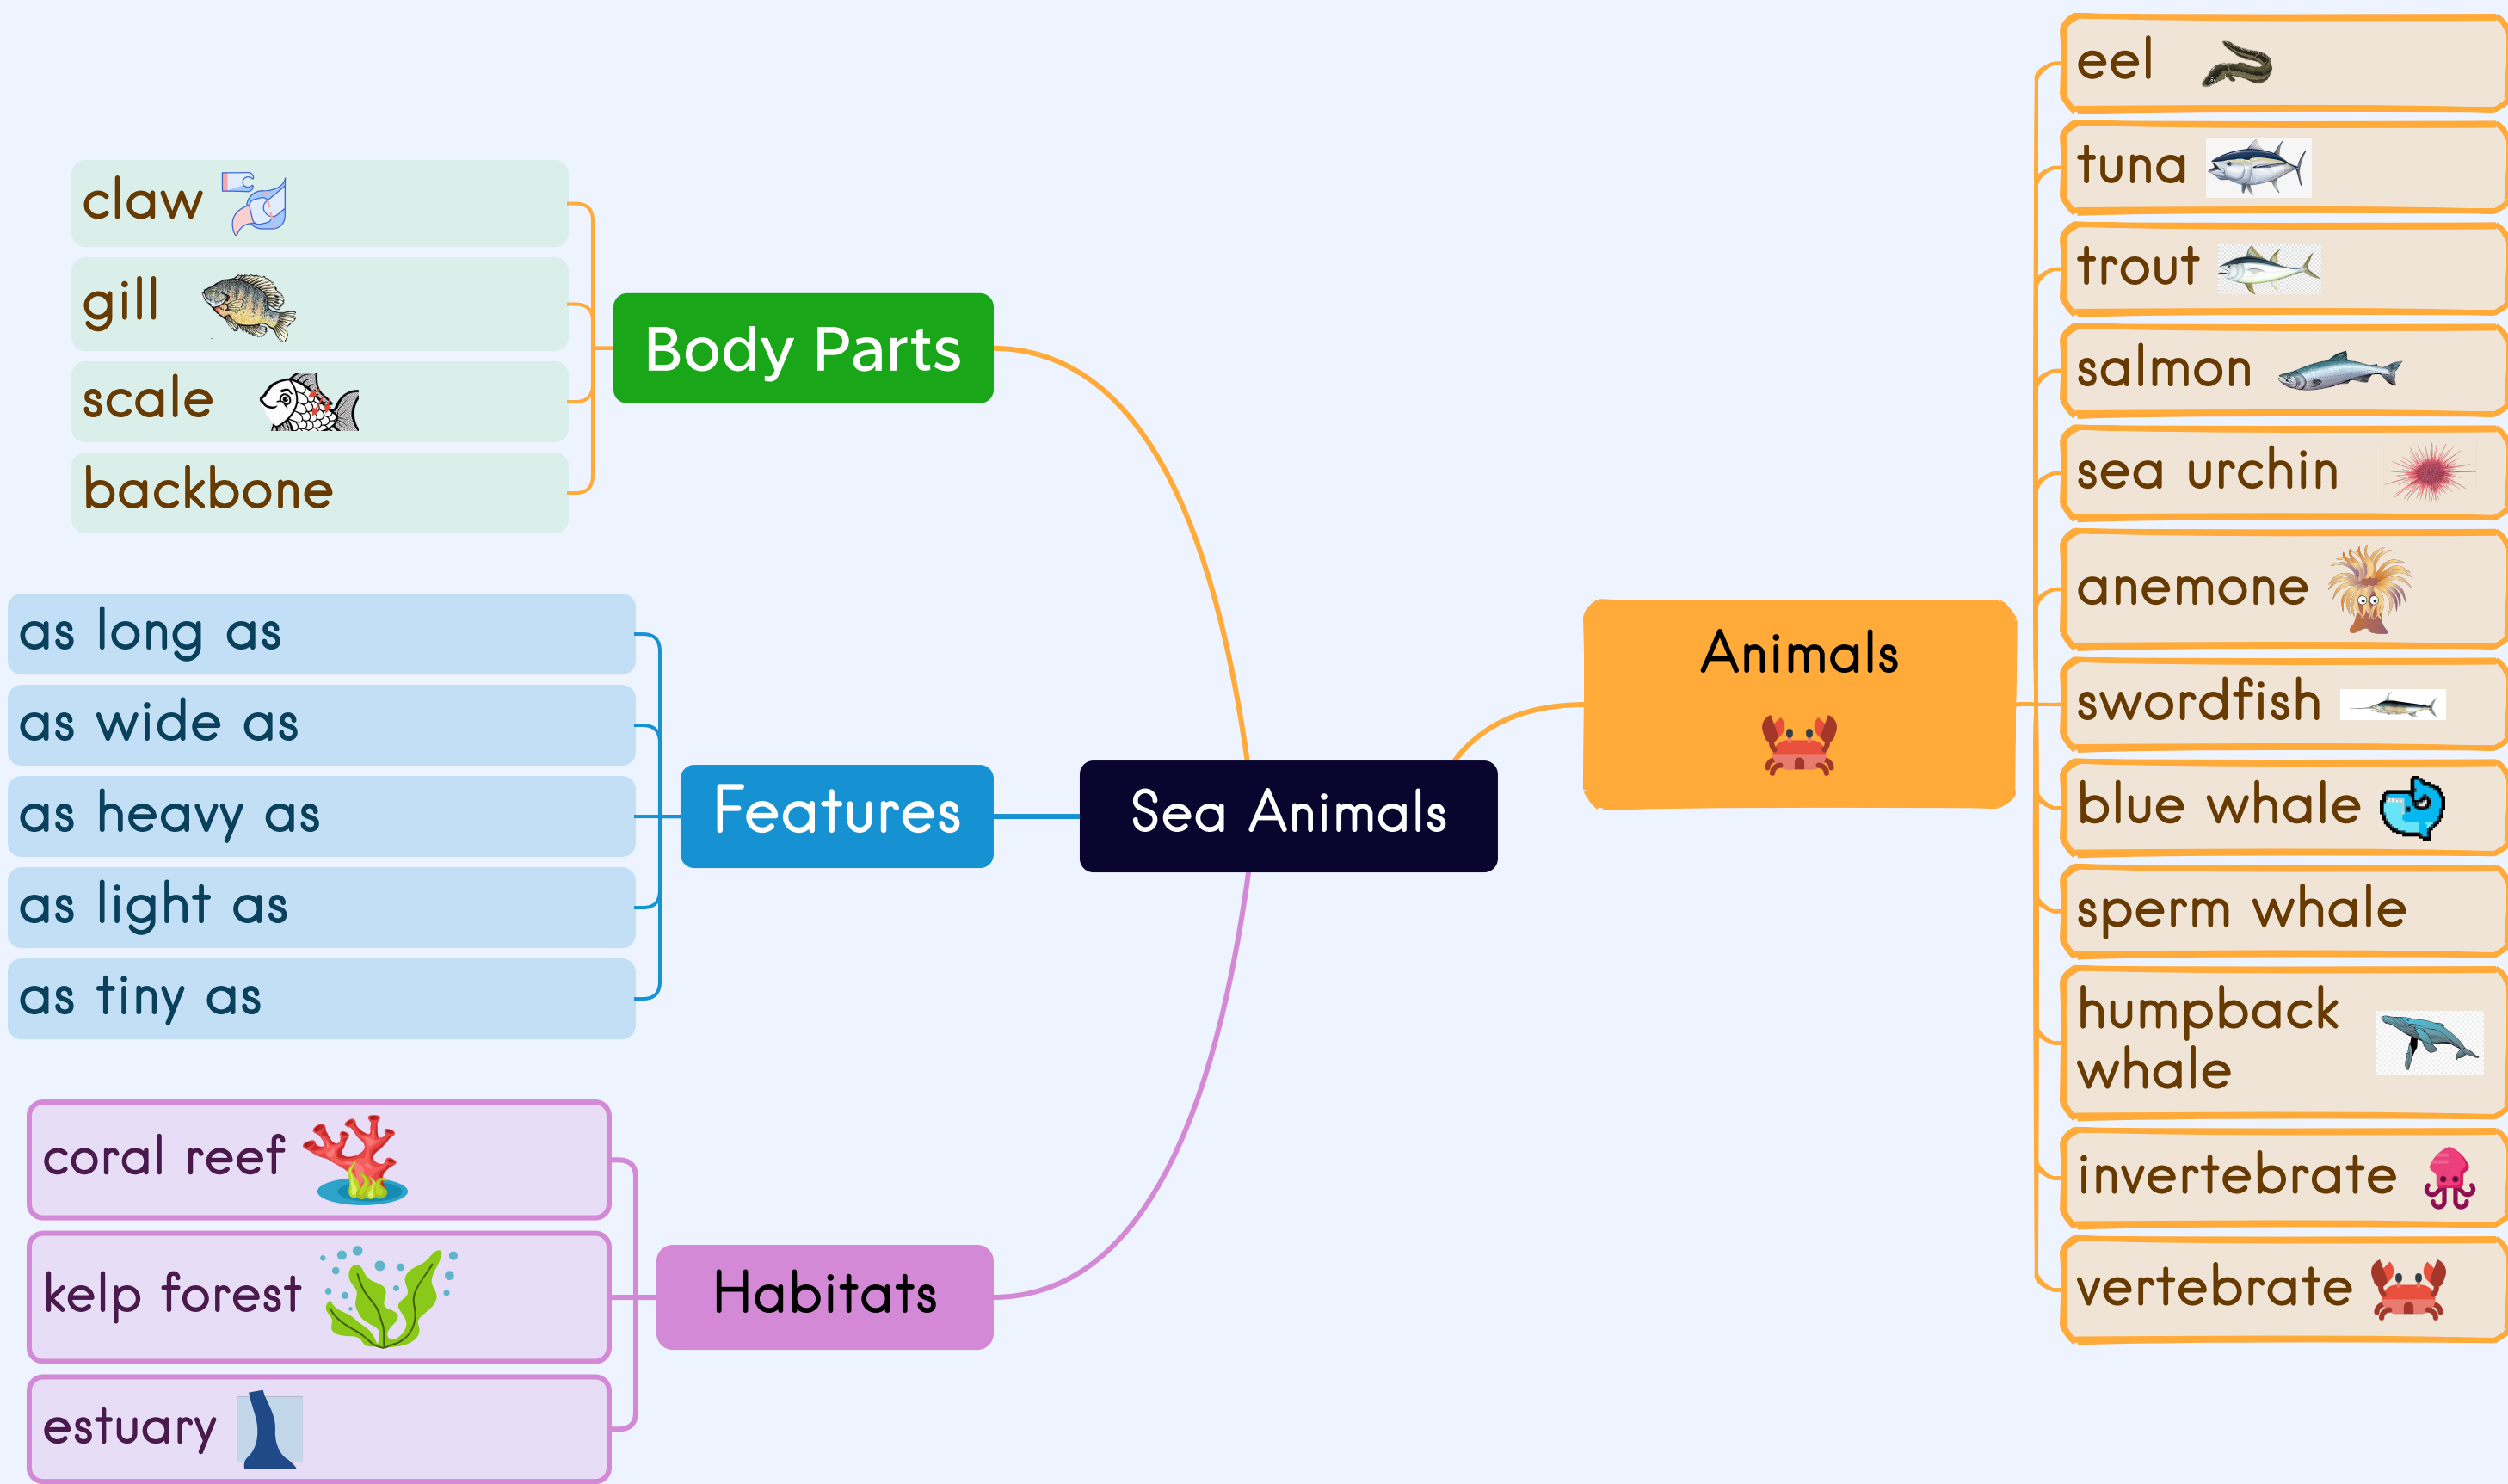 Sea Animals
Body Parts
claw
gill
scale
backbone
Features
as long as
as wide as
as heavy as
as light as
as tiny as
Habitats
coral reef
kelp forest
estuary
Animals
eel
tuna
trout
salmon
sea urchin
anemone
swordfish
blue whale
sperm whale
humpback
whale
invertebrate
vertebrate